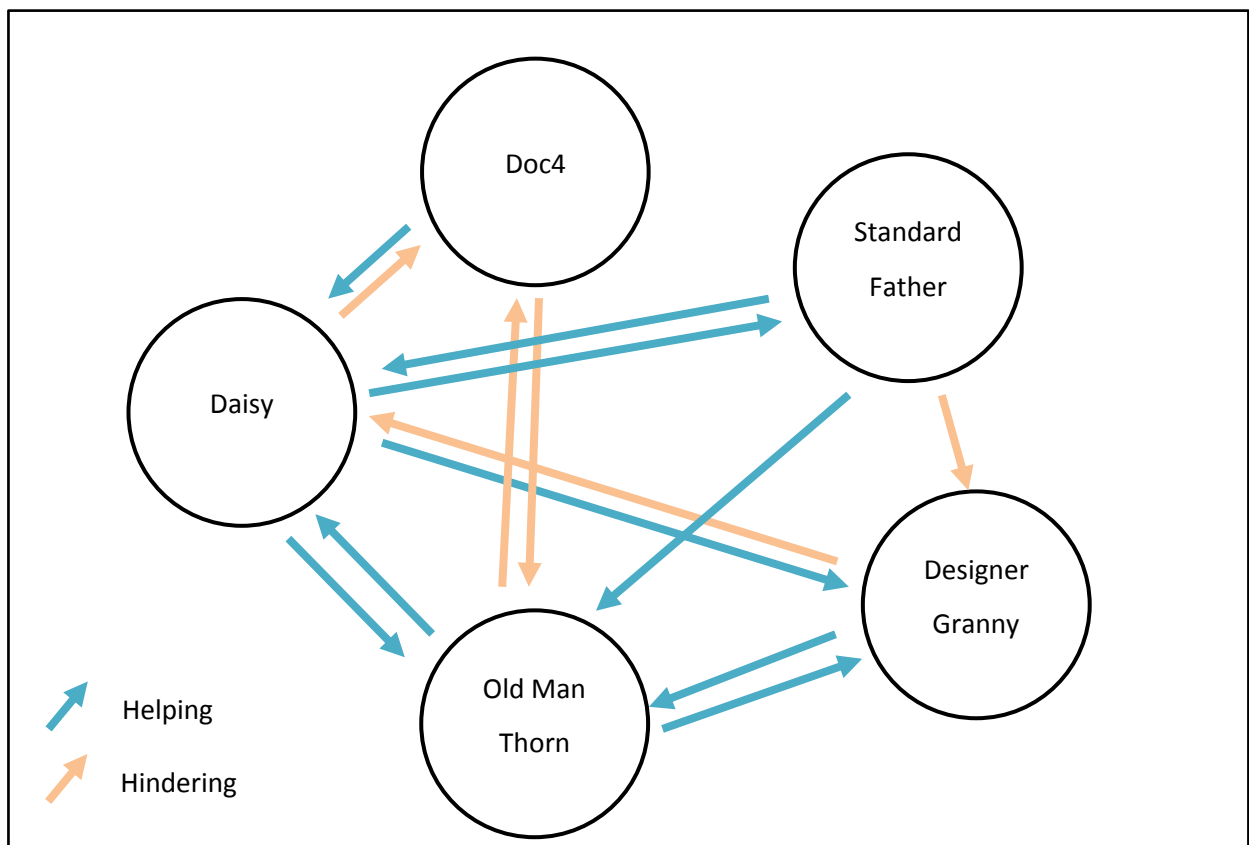 Doc4
Standard
Father
Daisy
Designer
Granny
Old Man
Thorn
Helping
Hindering